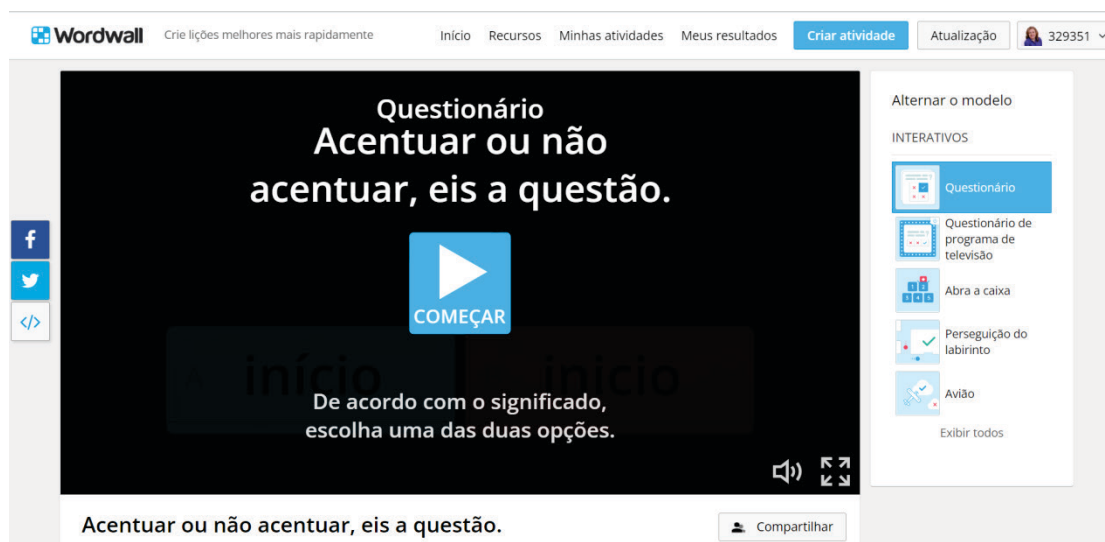 Wordwall Crie lições melhores mais rapidamente Início Recursos Minhas atividades Meus resultados Criar atividade Atualização 329351
Questionário
Acentuar ou não
acentuar, eis a questão.
COMEÇAR
início inicio
De acordo com o significado,
escolha uma das duas opções.
Acentuar ou não acentuar, eis a questão.
Compartilhar
Alternar o modelo
INTERATIVOS
Questionário
Questionário de
programa de
televisão
Abra a caixa
Perseguição do
labirinto
Avião
Exibir todos
f
</>